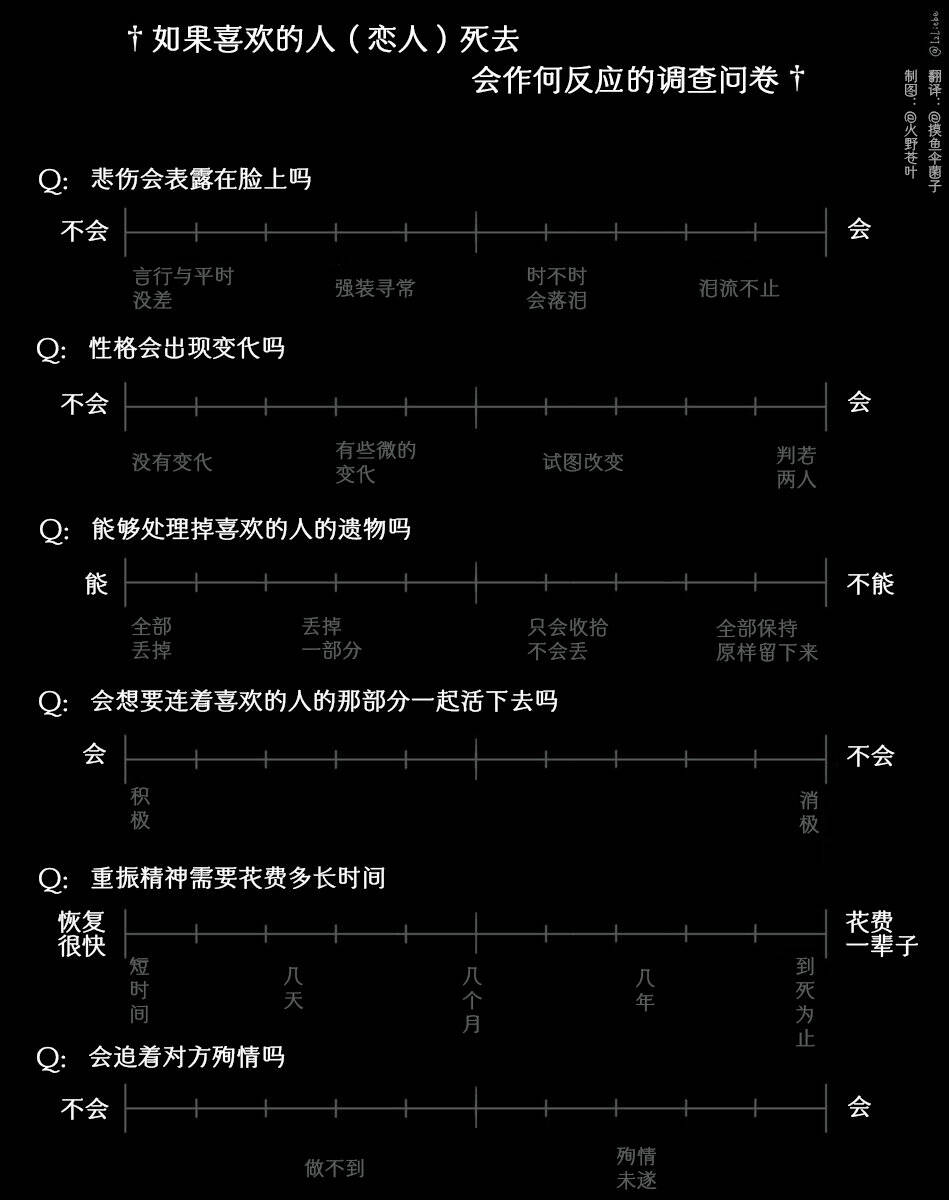 † 如果喜欢的人（恋人）死去
会作何反应的调查问卷 †
翻译：@摸鱼伞菌子
制图：@火野苍叶
Q: 悲伤会表露在脸上吗
不会
会
言行与平时
没差
强装寻常
时不时
会落泪
泪流不止
Q: 性格会出现变代吗
不会
会
没有变代
有些微的
变代
试图改变
判若
两人
Q: 能够处理掉喜欢的人的遗物吗
能
不能
全部
丢掉
丢掉
一部分
只会收拾
不会丢
全部保持
原样留下来
Q: 会想要连着喜欢的人的那部分一起活下去吗
会
不会
积
极
消
极
Q: 重振精神需要花费多长时间
恢复
很快
花费
一辈子
短
时
间
几
天
几
个
月
几
年
到
死
为
止
Q: 会追着对方殉情吗
不会
会
做不到
殉情
未遂